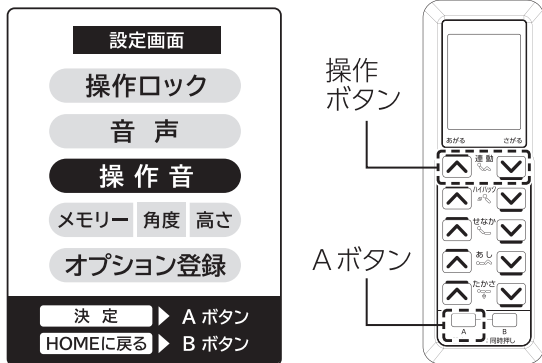 設定画面
操作ロック
音 声
操 作 音
メモリー 角度 高さ
オプション登録
決 定 Aボタン
HOMEに戻る Bボタン
操作
ボタン
Aボタン
あがる さがる
連動
ハイバック
せなか
あし
たかさ
A B
同時押し